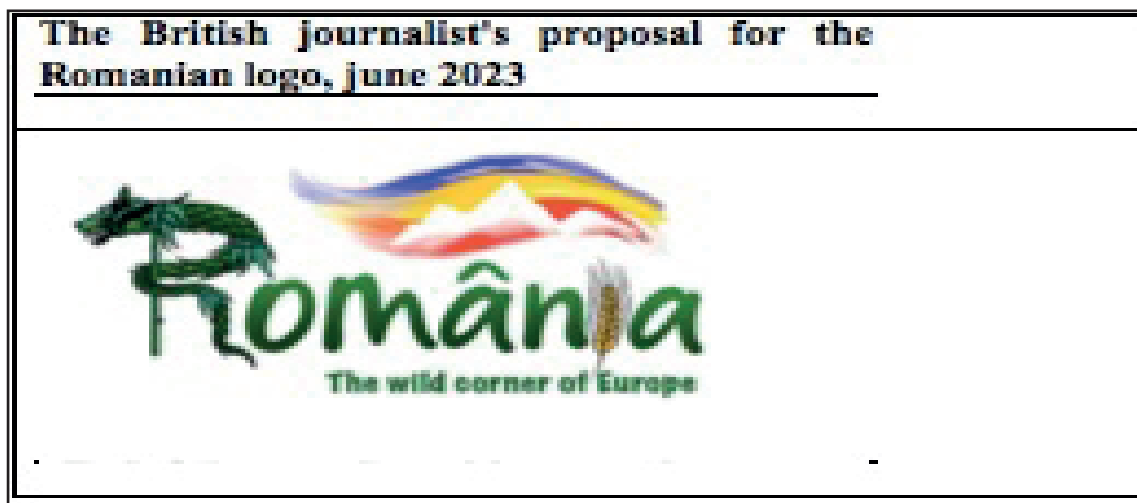 The British journalist's proposal for the
Romanian logo, june 2023
România
The wild corner of Europe